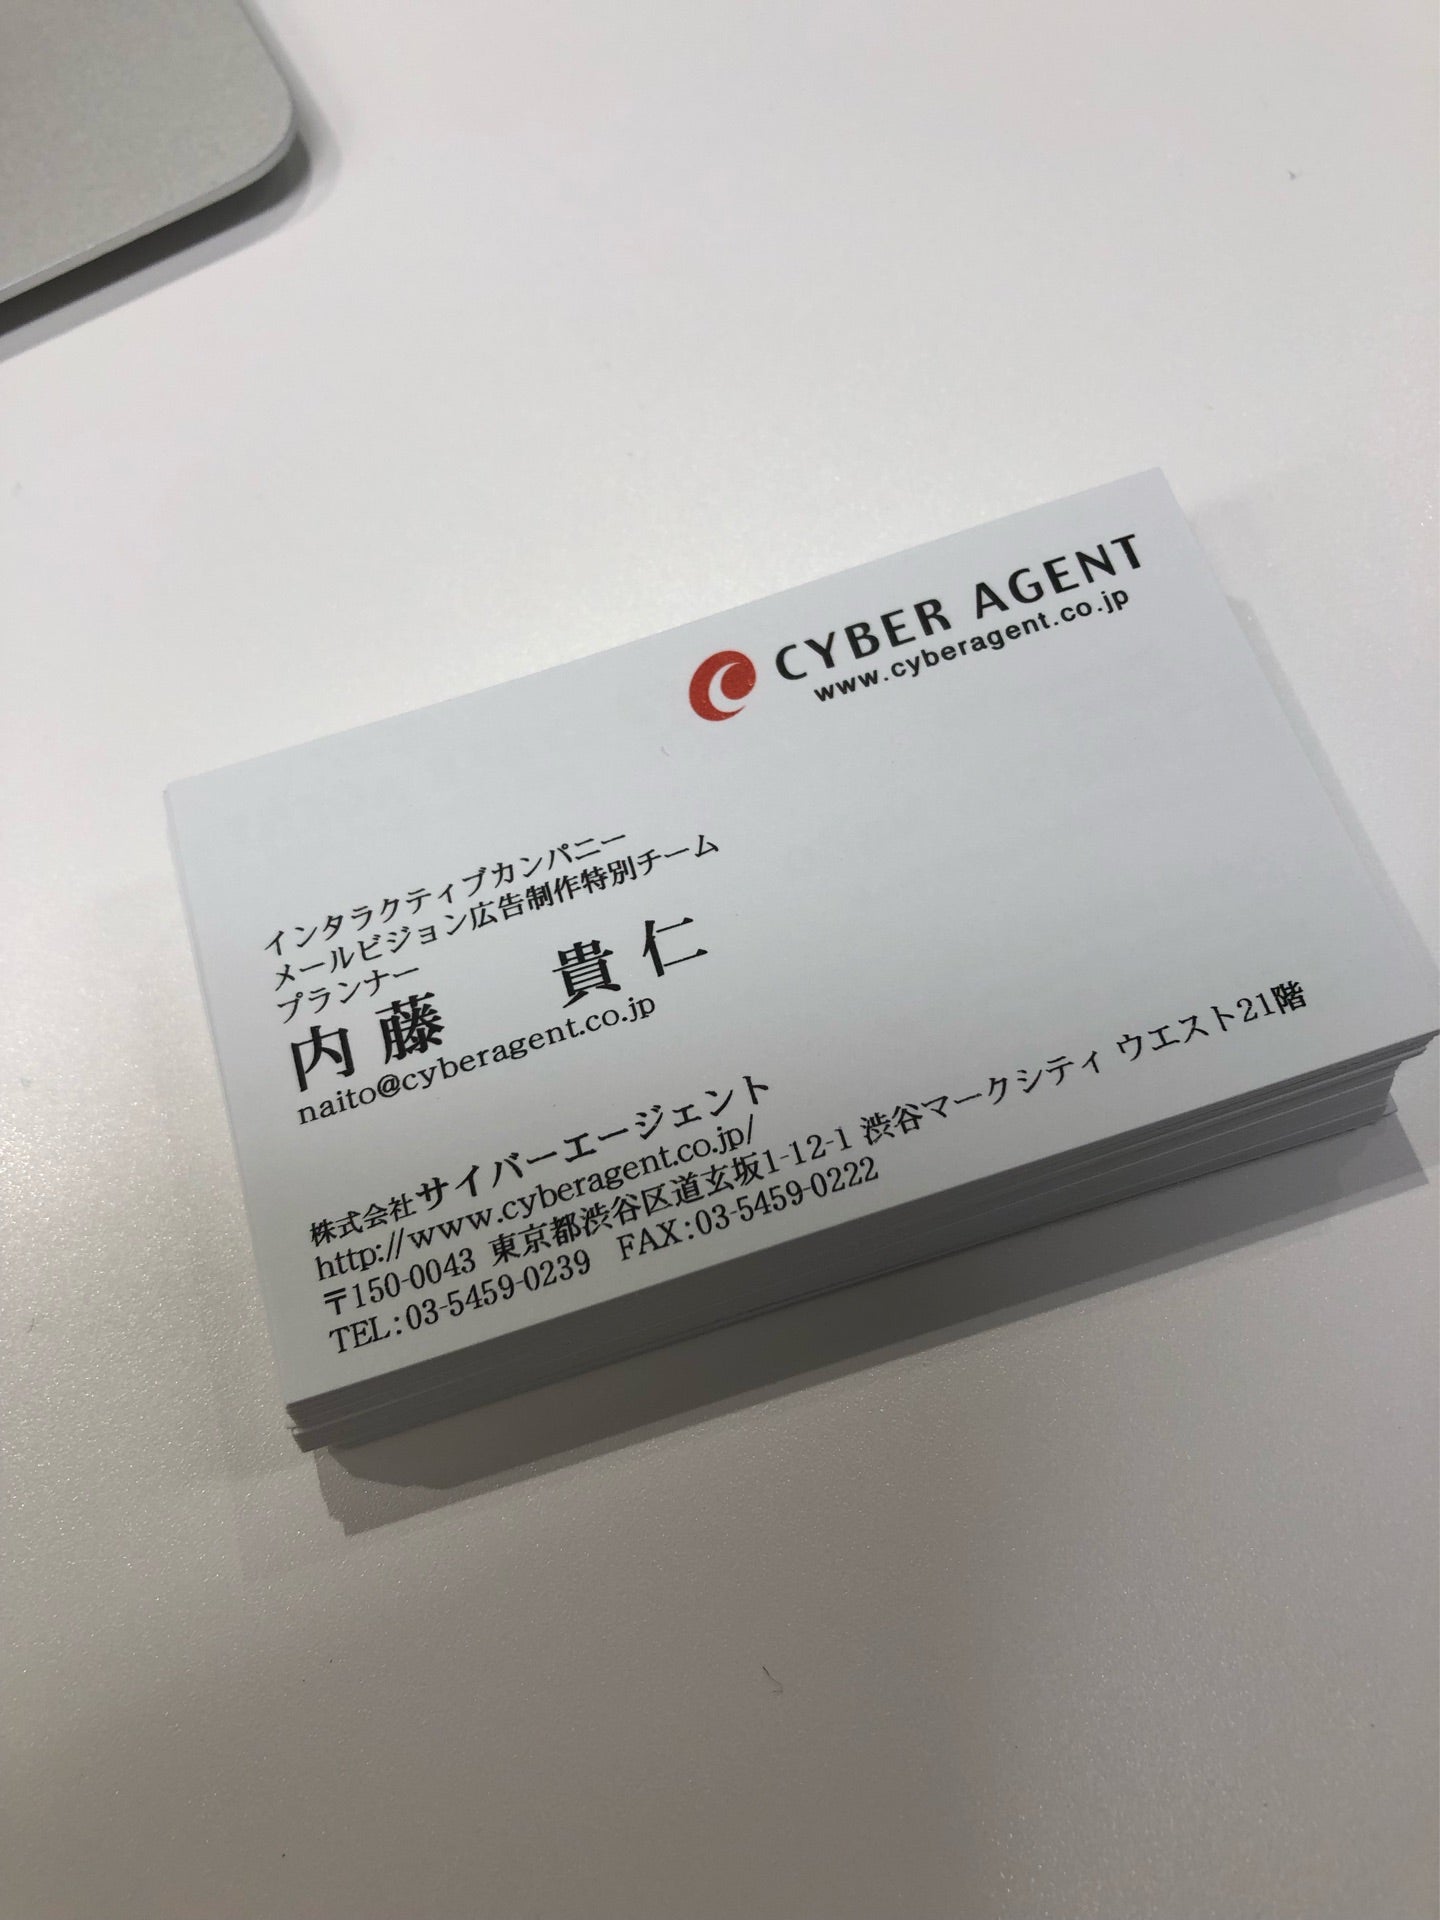 CYBER AGENT
www.cyberagent.co.jp
インタラクティブカンパニー
メールビジョン広告制作特別チーム
プランナー
内藤 貴仁
naito@cyberagent.co.jp
株式会社サイバーエージェント
http://www.cyberagent.co.jp/
〒150-0043 東京都渋谷区道玄坂1-12-1 渋谷マークシティ ウエスト21階
TEL:03-5459-0239 FAX:03-5459-0222